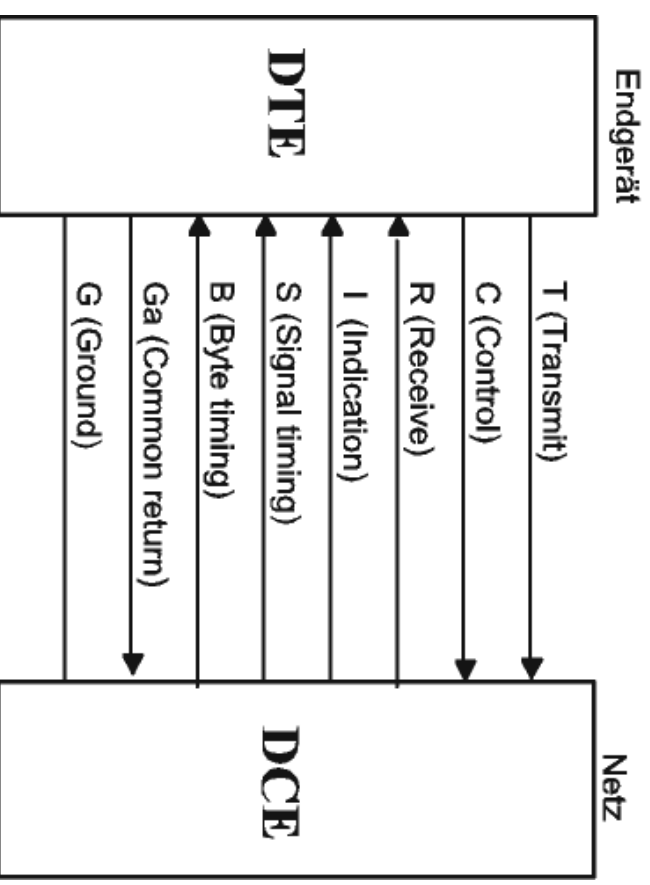 Endgerät
Netz
DTE
DCE
T (Transmit)
C (Control)
R (Receive)
I (Indication)
S (Signal timing)
B (Byte timing)
Ga (Common return)
G (Ground)